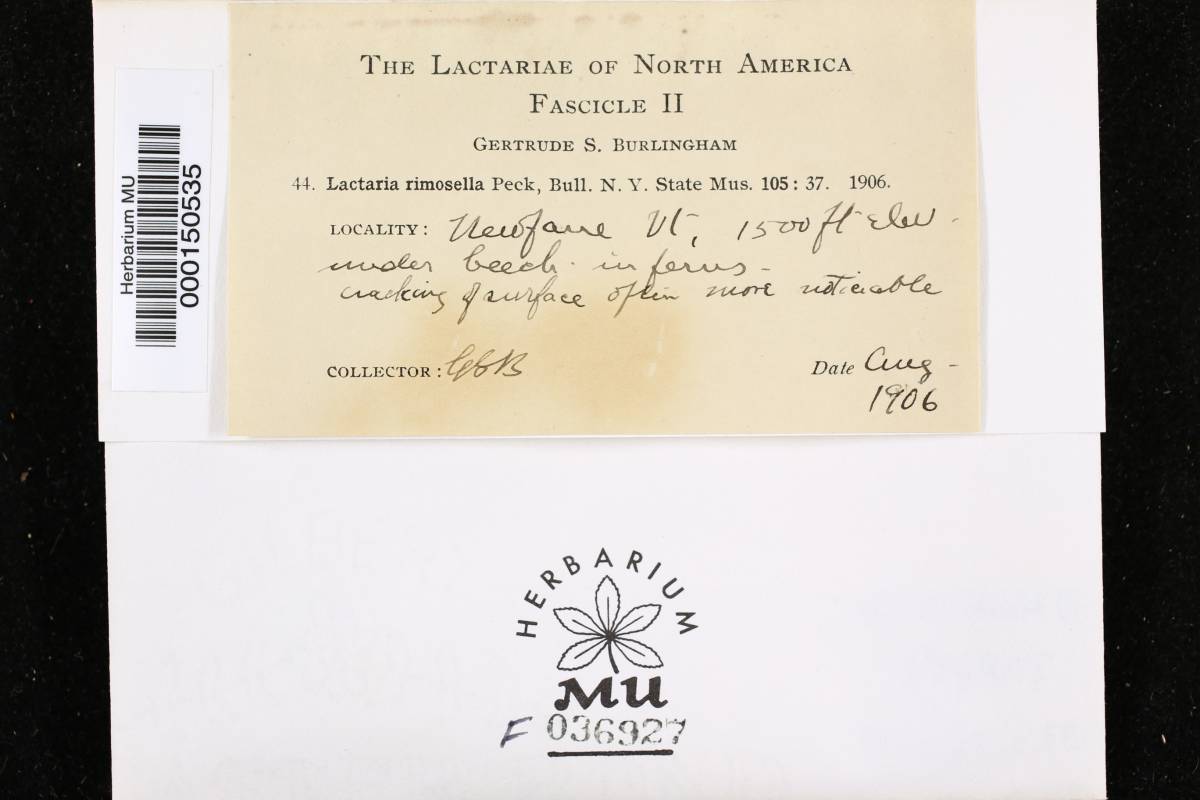 THE LACTARIAE OF NORTH AMERICA
FASCICLE II
GERTRUDE S. BURLINGHAM
44. Lactaria rimosella Peck, Bull. N. Y. State Mus. 105: 37. 1906.
LOCALITY: Newfane Vt, 1500 ft elev.
under beech - in ferns -
cracking of surface often more noticeable
COLLECTOR: GSB
Date Aug -
1906
Herbarium MU
000150535
HERBARIUM
MU
F 036927